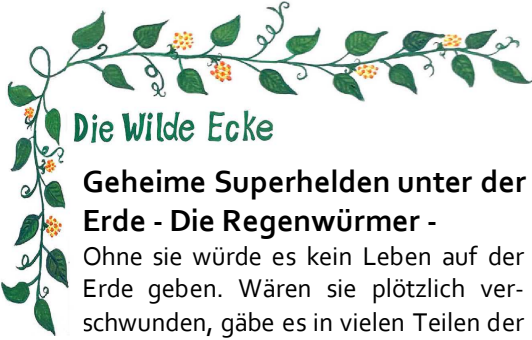 Die Wilde Ecke
Geheime Superhelden unter der
Erde - Die Regenwürmer -
Ohne sie würde es kein Leben auf der
Erde geben. Wären sie plötzlich ver-
schwunden, gäbe es in vielen Teilen der